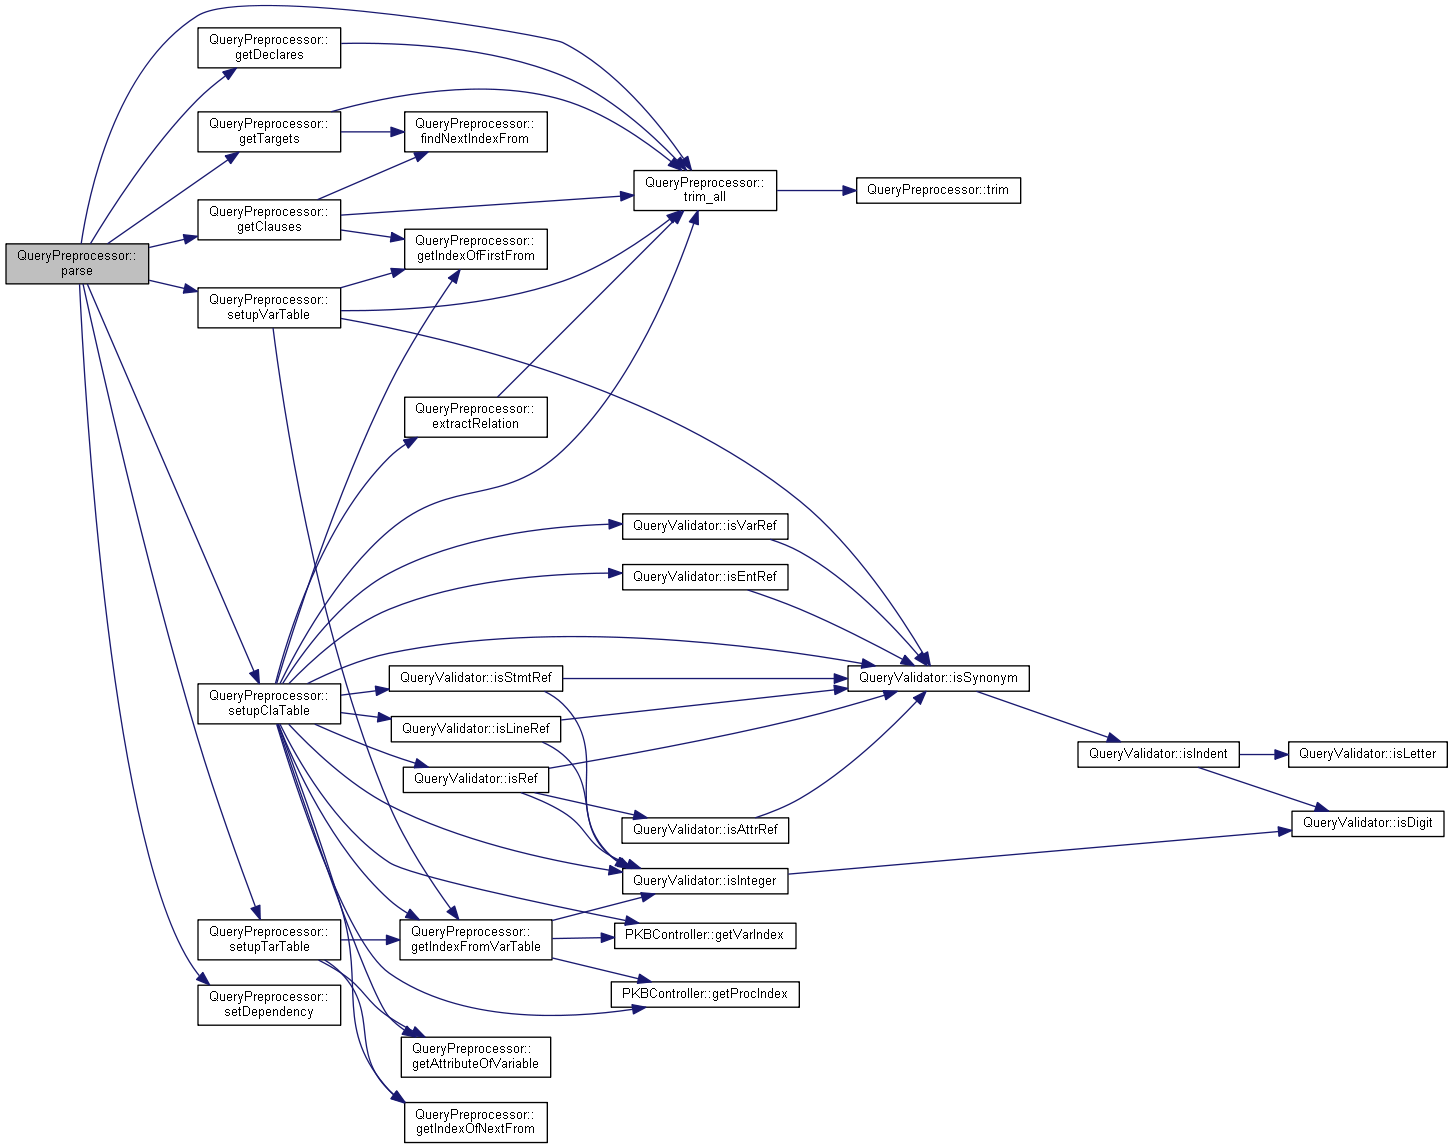 QueryPreprocessor::
parse
QueryPreprocessor::
getDeclares
QueryPreprocessor::
getTargets
QueryPreprocessor::
getClauses
QueryPreprocessor::
setupVarTable
QueryPreprocessor::
setupClaTable
QueryPreprocessor::
setupTarTable
QueryPreprocessor::
setDependency
QueryPreprocessor::
findNextIndexFrom
QueryPreprocessor::
getIndexOfFirstFrom
QueryPreprocessor::
extractRelation
QueryValidator::isStmtRef
QueryValidator::isLineRef
QueryValidator::isRef
QueryPreprocessor::
getIndexFromVarTable
QueryPreprocessor::
getAttributeOfVariable
QueryPreprocessor::
getIndexOfNextFrom
QueryPreprocessor::
trim_all
QueryValidator::isVarRef
QueryValidator::isEntRef
QueryValidator::isAttrRef
QueryValidator::isInteger
PKBController::getVarIndex
PKBController::getProcIndex
QueryPreprocessor::trim
QueryValidator::isSynonym
QueryValidator::isIndent
QueryValidator::isLetter
QueryValidator::isDigit